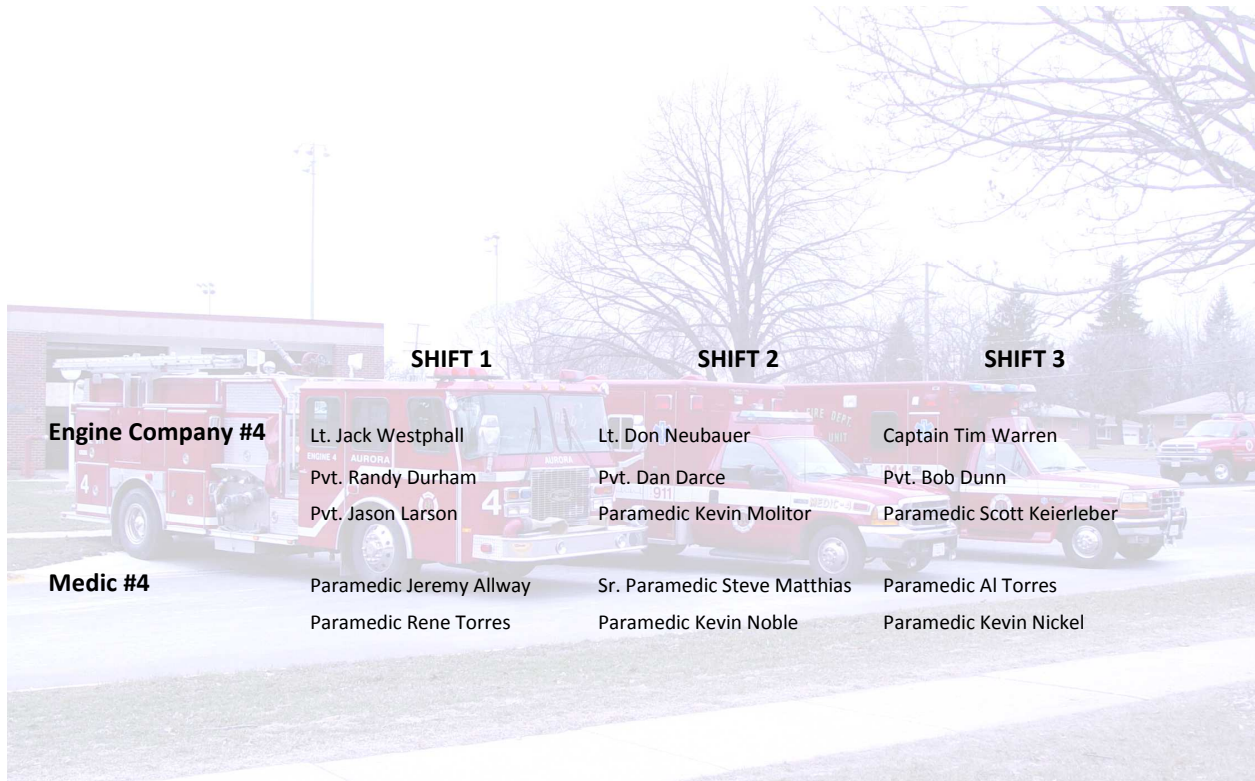 SHIFT 1 SHIFT 2 SHIFT 3
Engine Company #4 Lt. Jack Westphall Lt. Don Neubauer Captain Tim Warren
Pvt. Randy Durham Pvt. Dan Darce Pvt. Bob Dunn
Pvt. Jason Larson Paramedic Kevin Molitor Paramedic Scott Keierleber
Medic #4 Paramedic Jeremy Allway Sr. Paramedic Steve Matthias Paramedic Al Torres
Paramedic Rene Torres Paramedic Kevin Noble Paramedic Kevin Nickel
ENGINE 4 AURORA
AURORA
4
4
911
MEDIC-4
FIRE DEPT.
UNIT
911